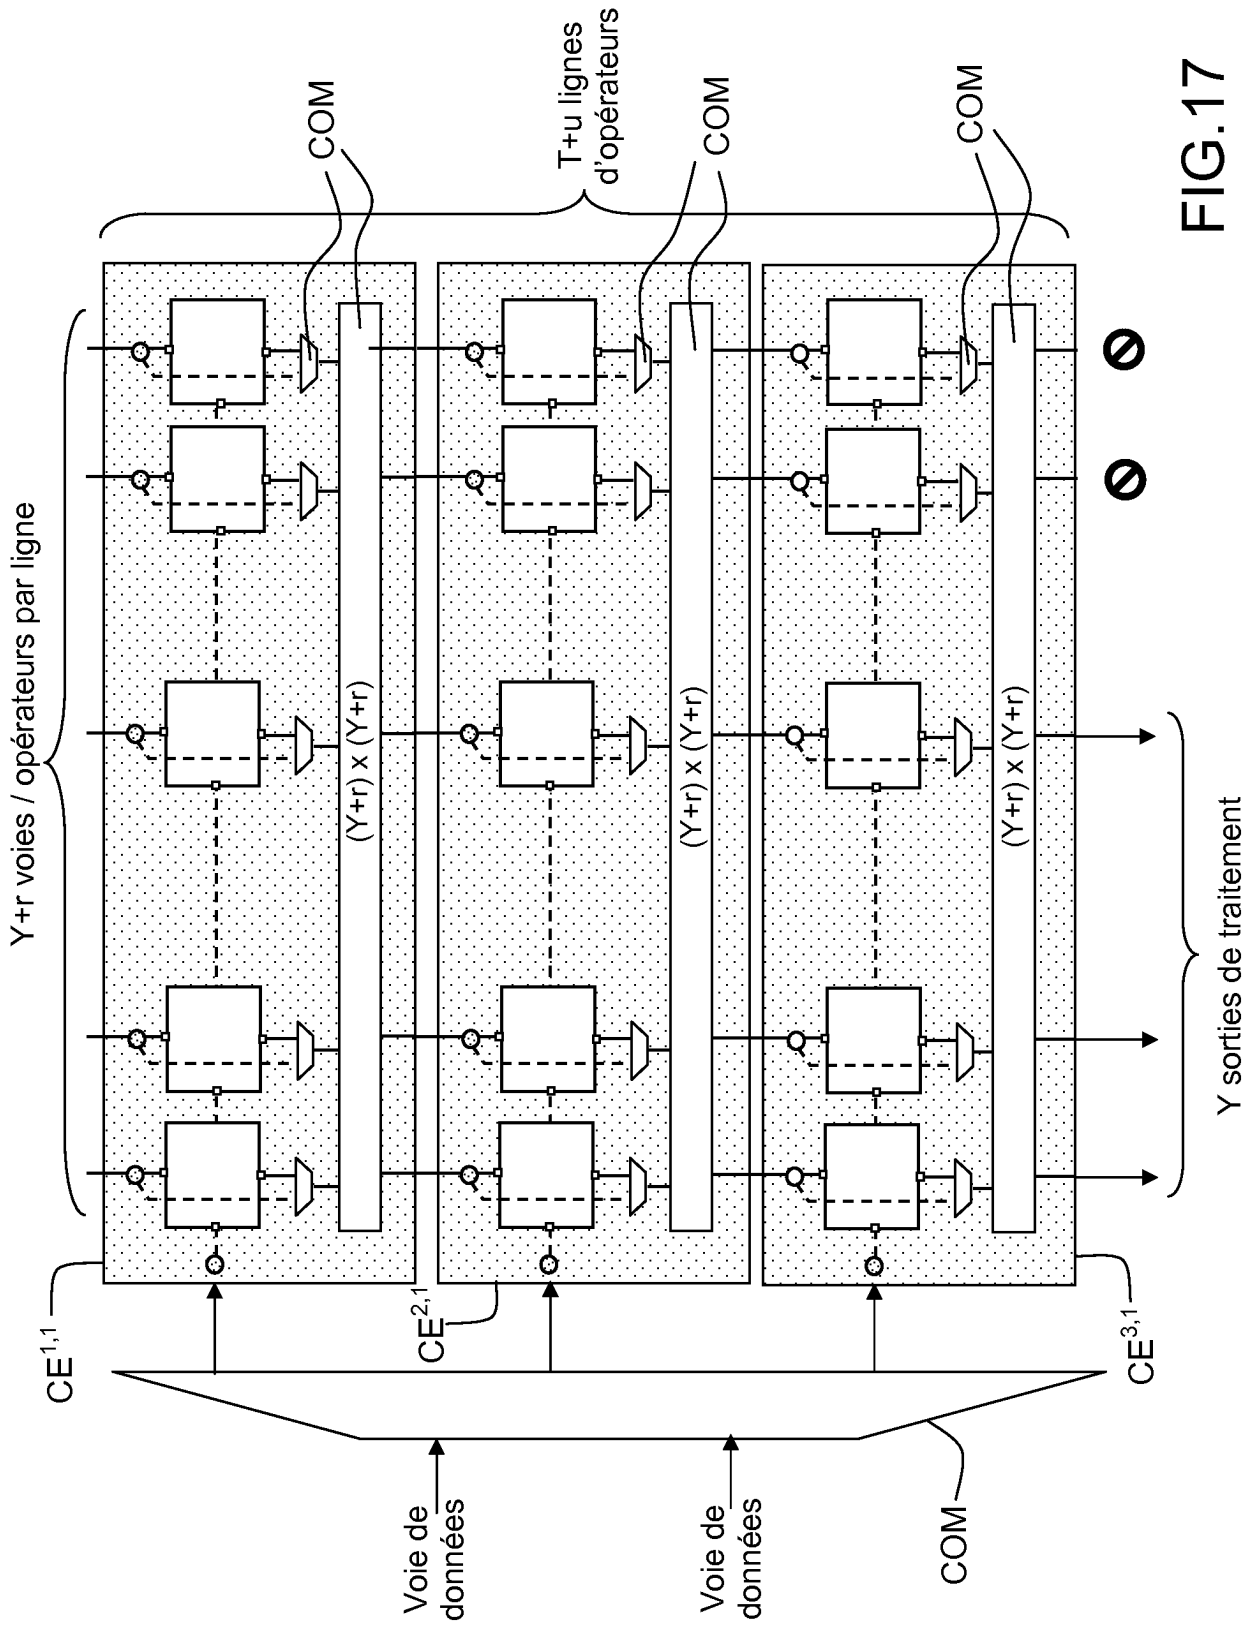 Y+r voies / opérateurs par ligne
T+u lignes
d'opérateurs
COM
COM
COM
CE1,1
CE2,1
CE3,1
(Y+r) x (Y+r)
(Y+r) x (Y+r)
(Y+r) x (Y+r)
Voie de
données
Voie de
données
COM
Y sorties de traitement
FIG.17